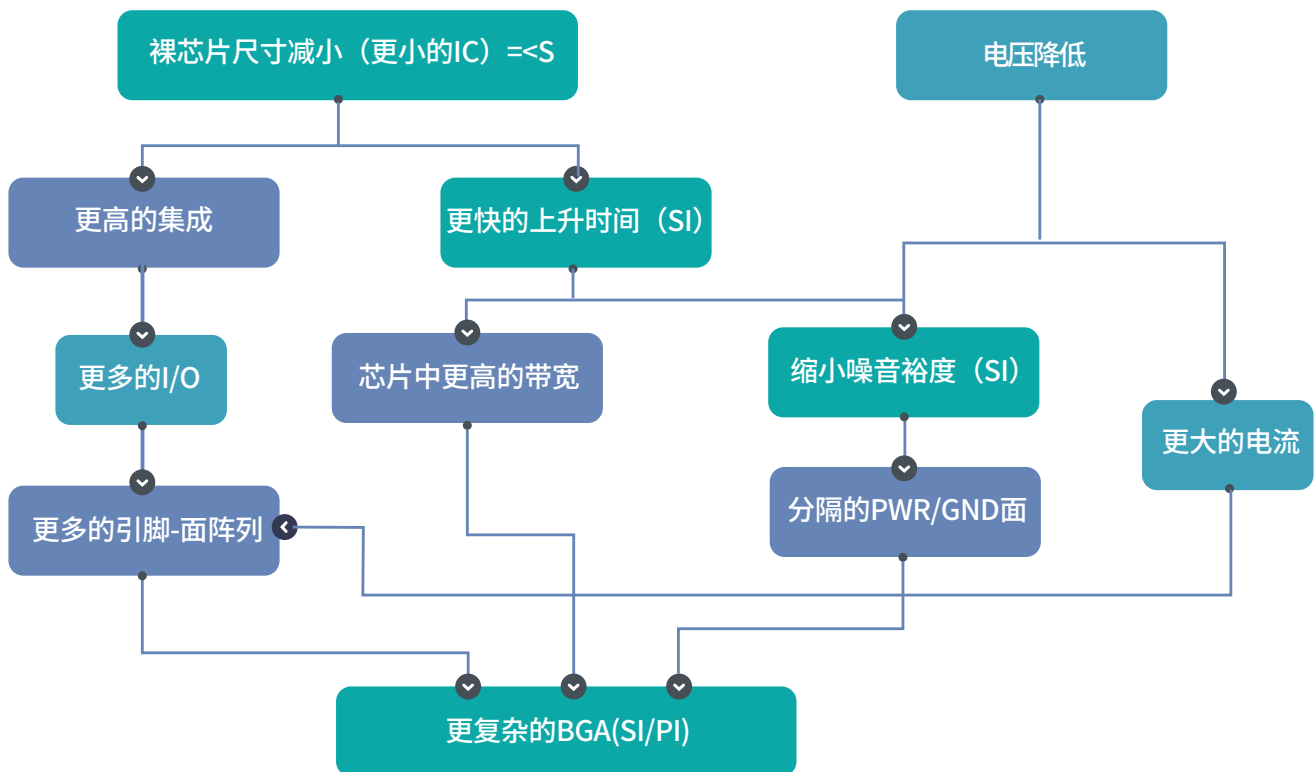 裸芯片尺寸减小（更小的IC）=<S
电压降低
更高的集成
更快的上升时间（SI）
更多的I/O
芯片中更高的带宽
缩小噪音裕度（SI）
更大的电流
更多的引脚-面阵列
分隔的PWR/GND面
更复杂的BGA(SI/PI)